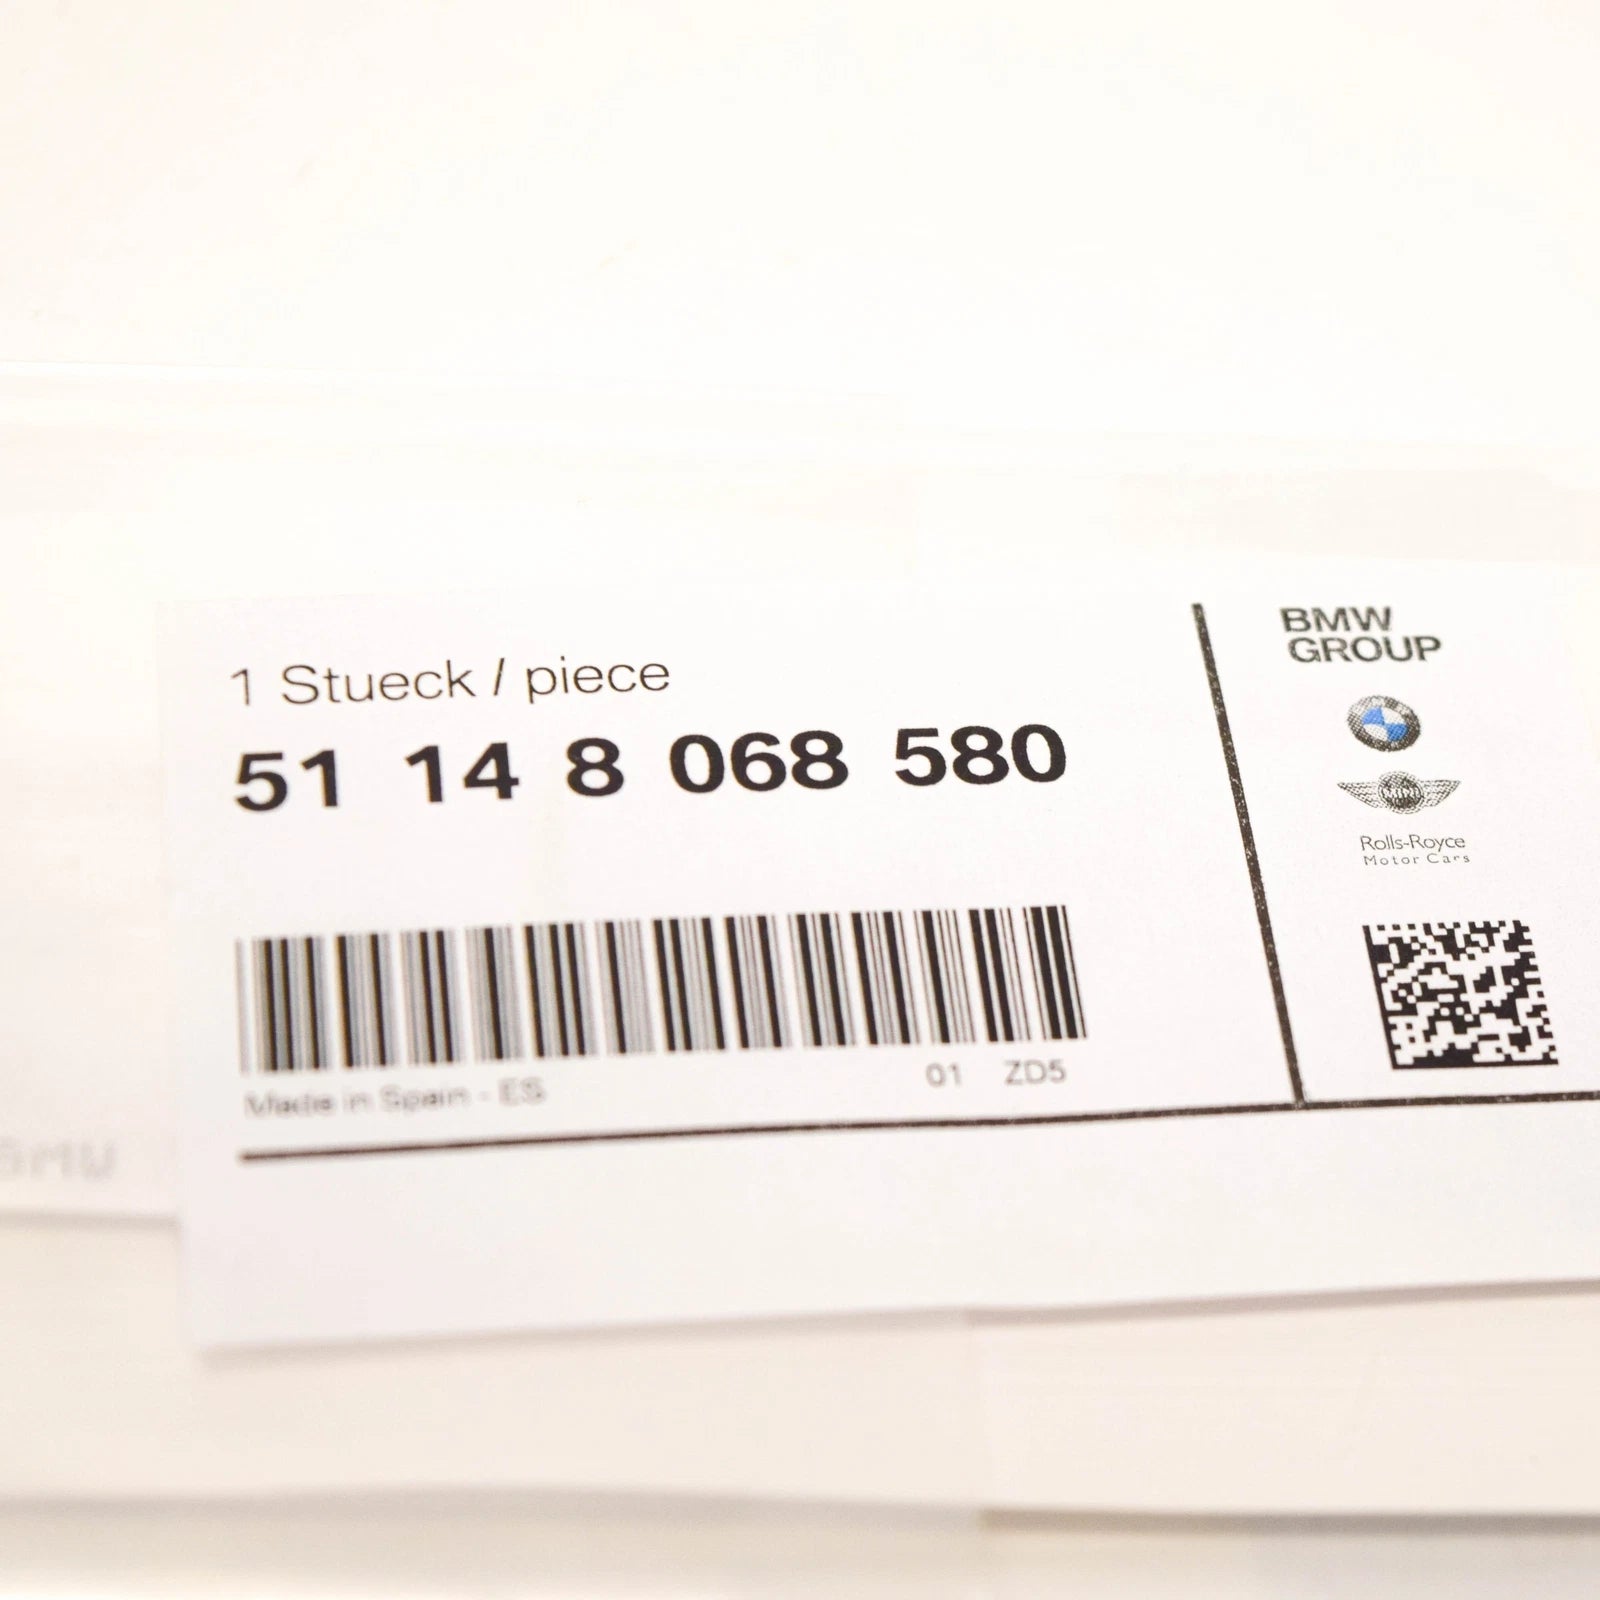 1 Stueck / piece
51 14 8 068 580
Made in Spain - ES
01 ZD5
BMW
GROUP
MINI
Rolls-Royce
Motor Cars